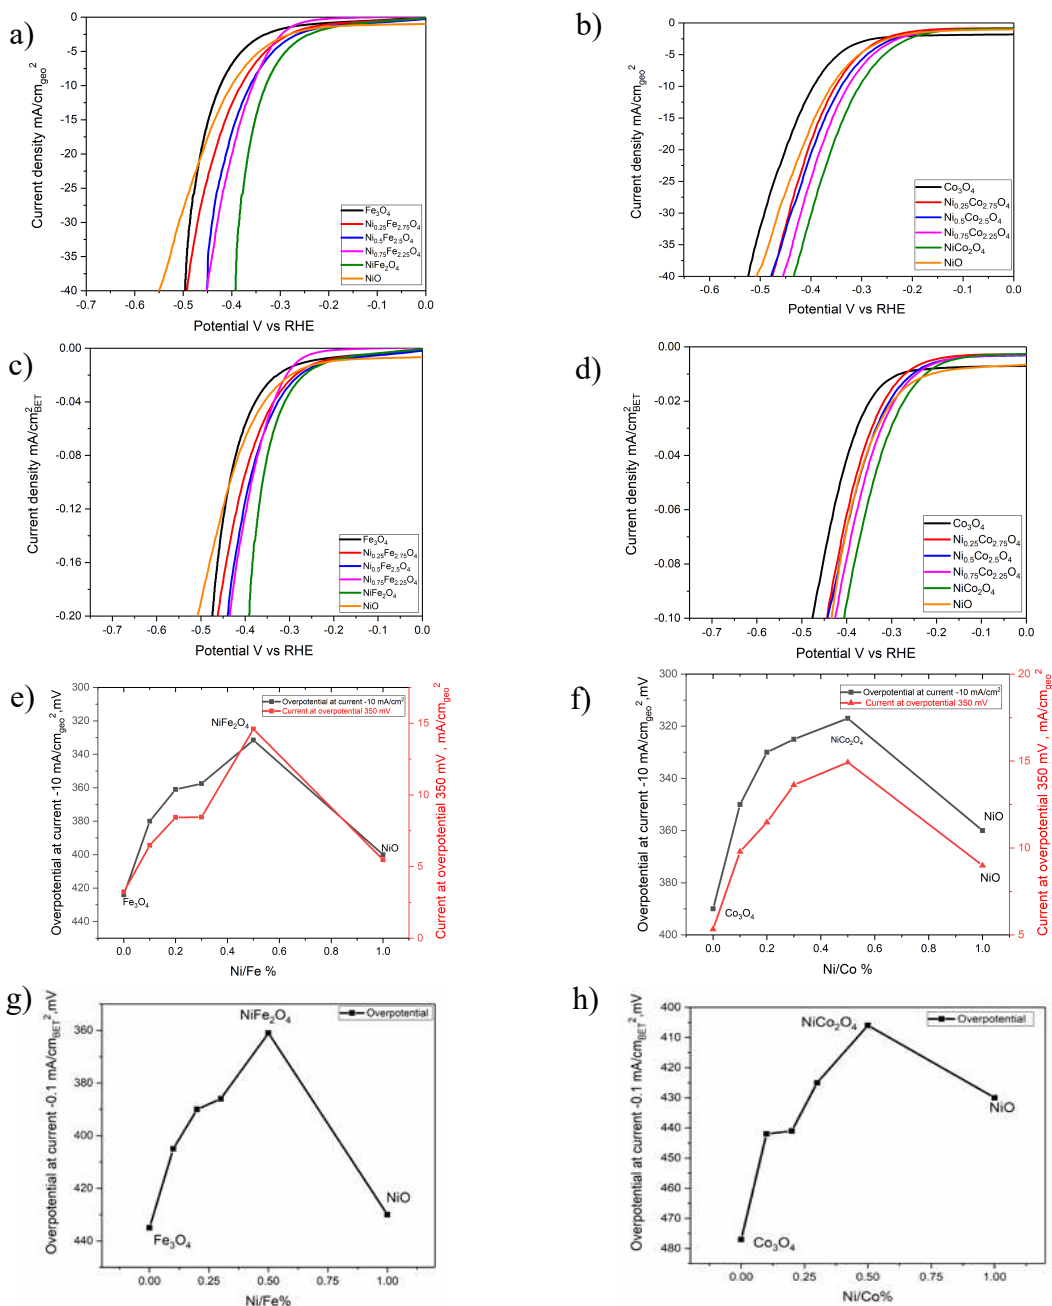 a)
0
-5
-10
-15
-20
-25
-30
-35
-40
-0.7 -0.6 -0.5 -0.4 -0.3 -0.2 -0.1 0.0
Current density mA/cm_geo^2
Potential V vs RHE
Fe₃O₄
Ni₀.₂₅Fe₂.₇₅O₄
Ni₀.₅Fe₂.₅O₄
Ni₀.₇₅Fe₂.₂₅O₄
NiFe₂O₄
NiO
b)
0
-5
-10
-15
-20
-25
-30
-35
-40
-0.6 -0.5 -0.4 -0.3 -0.2 -0.1 0.0
Current density mA/cm_geo^2
Potential V vs RHE
Co₃O₄
Ni₀.₂₅Co₂.₇₅O₄
Ni₀.₅Co₂.₅O₄
Ni₀.₇₅Co₂.₂₅O₄
NiCo₂O₄
NiO
c)
0.00
-0.04
-0.08
-0.12
-0.16
-0.20
-0.7 -0.6 -0.5 -0.4 -0.3 -0.2 -0.1 0.0
Current density mA/cm²_BET
Potential V vs RHE
Fe₃O₄
Ni₀.₂₅Fe₂.₇₅O₄
Ni₀.₅Fe₂.₅O₄
Ni₀.₇₅Fe₂.₂₅O₄
NiFe₂O₄
NiO
d)
0.00
-0.02
-0.04
-0.06
-0.08
-0.10
-0.7 -0.6 -0.5 -0.4 -0.3 -0.2 -0.1 0.0
Current density mA/cm²_BET
Potential V vs RHE
Co₃O₄
Ni₀.₂₅Co₂.₇₅O₄
Ni₀.₅Co₂.₅O₄
Ni₀.₇₅Co₂.₂₅O₄
NiCo₂O₄
NiO
e)
300
320
340
360
380
400
420
440
0.0 0.2 0.4 0.6 0.8 1.0
15
10
5
0
Overpotential at current -10 mA/cm_geo^2,mV
Current at overpotential 350 mV , mA/cm_geo^2
Ni/Fe %
Overpotential at current -10 mA/cm²
Current at overpotential 350 mV
NiFe₂O₄
NiO
Fe₃O₄
f)
300
320
340
360
380
400
0.0 0.2 0.4 0.6 0.8 1.0
20
15
10
5
Overpotential at current -10 mA/cm_geo^2,mV
Current at overpotential 350 mV , mA/cm_geo^2
Ni/Co %
Overpotential at current -10 mA/cm²
Current at overpotential 350 mV
NiCo₂O₄
NiO
NiO
Co₃O₄
g)
360
380
400
420
440
0.00 0.25 0.50 0.75 1.00
Overpotential at current -0.1 mA/cm_BET^2,mV
Ni/Fe%
Overpotential
NiFe₂O₄
NiO
Fe₃O₄
h)
400
410
420
430
440
450
460
470
480
0.00 0.25 0.50 0.75 1.00
Overpotential at current -0.1 mA/cm_BET^2,mV
Ni/Co%
Overpotential
NiCo₂O₄
NiO
Co₃O₄